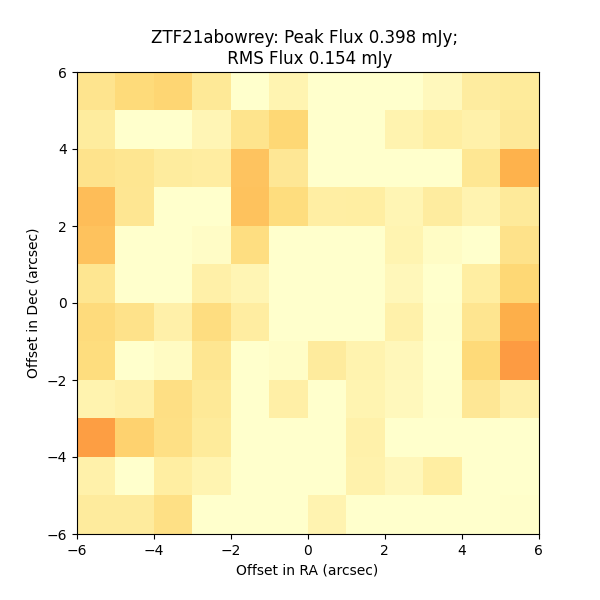 ZTF21abowrey: Peak Flux 0.398 mJy;
RMS Flux 0.154 mJy
6
4
2
0
−2
−4
−6
Offset in Dec (arcsec)
−6 −4 −2 0 2 4 6
Offset in RA (arcsec)